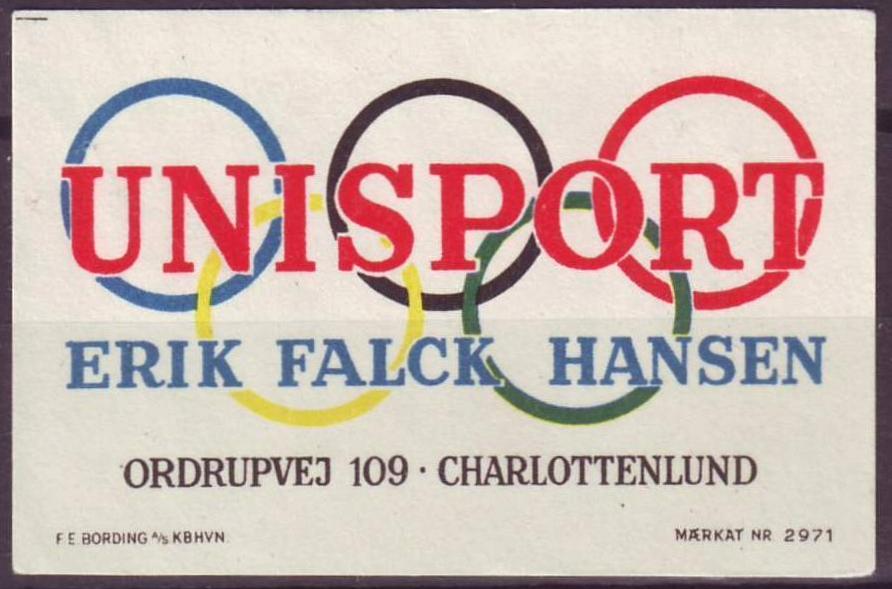 UNISPORT
ERIK FALCK HANSEN
ORDRUPVEJ 109 · CHARLOTTENLUND
F. E. BORDING A/S KBHVN. MÆRKAT NR. 2971